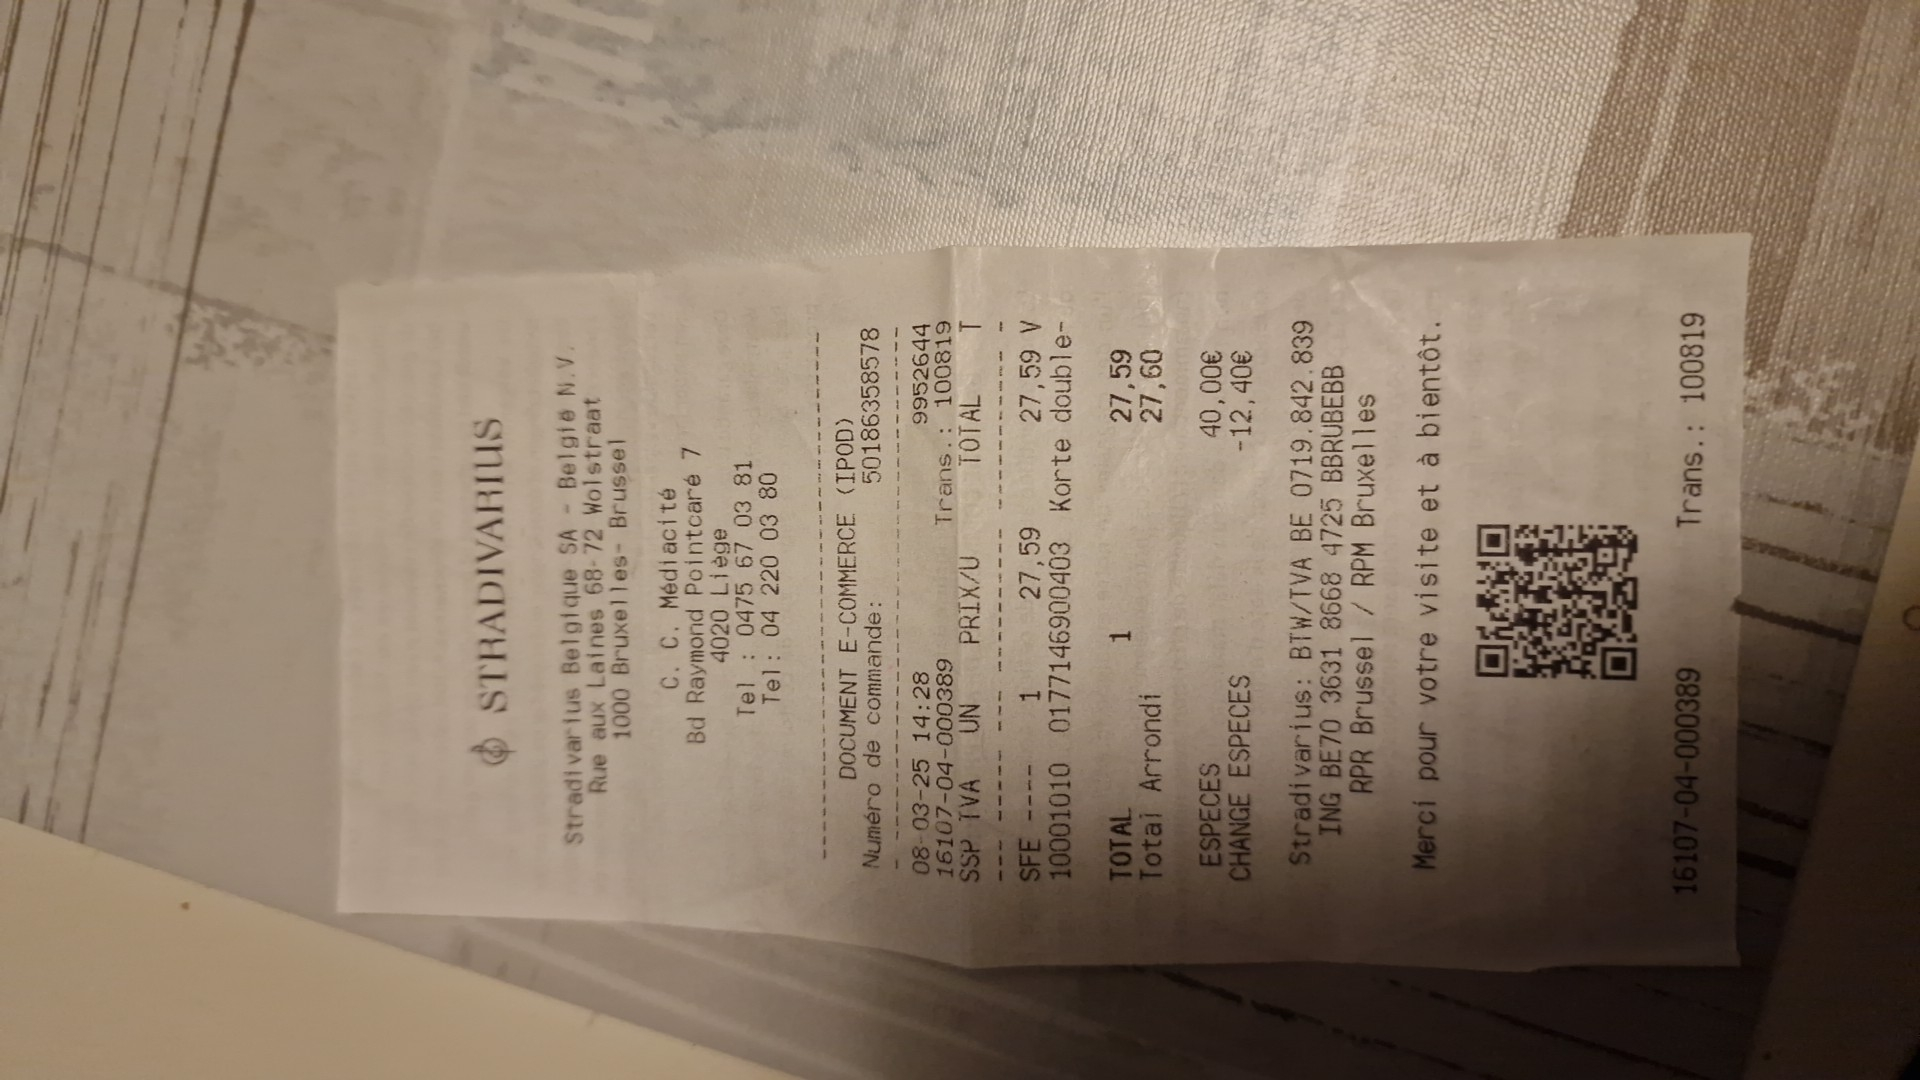 STRADIVARIUS
Stradivarius Belgique SA - België N.V.
Rue aux Laines 68-72 Wolstraat
1000 Bruxelles- Brussel
C. C. Médiacité
Bd Raymond Pointcaré 7
4020 Liège
Tel : 0475 67 03 81
Tel: 04 220 03 80
DOCUMENT E-COMMERCE (IPOD)
Numéro de commande: 50186358578
08-03-25 14:28 9952644
16107-04-000389 Trans.: 100819
SSP TVA UN PRIX/U TOTAL T
SFE ---- 1 27,59 27,59 V
10001010 01777146900403 Korte double-
TOTAL 1 27,59
Total Arrondi 27,60
ESPECES 40,00€
CHANGE ESPECES -12,40€
Stradivarius: BTW/TVA BE 0719.842.839
ING BE70 3631 8668 4725 BBRUBEBB
RPR Brussel / RPM Bruxelles
Merci pour votre visite et à bientôt.
16107-04-000389 Trans.: 100819